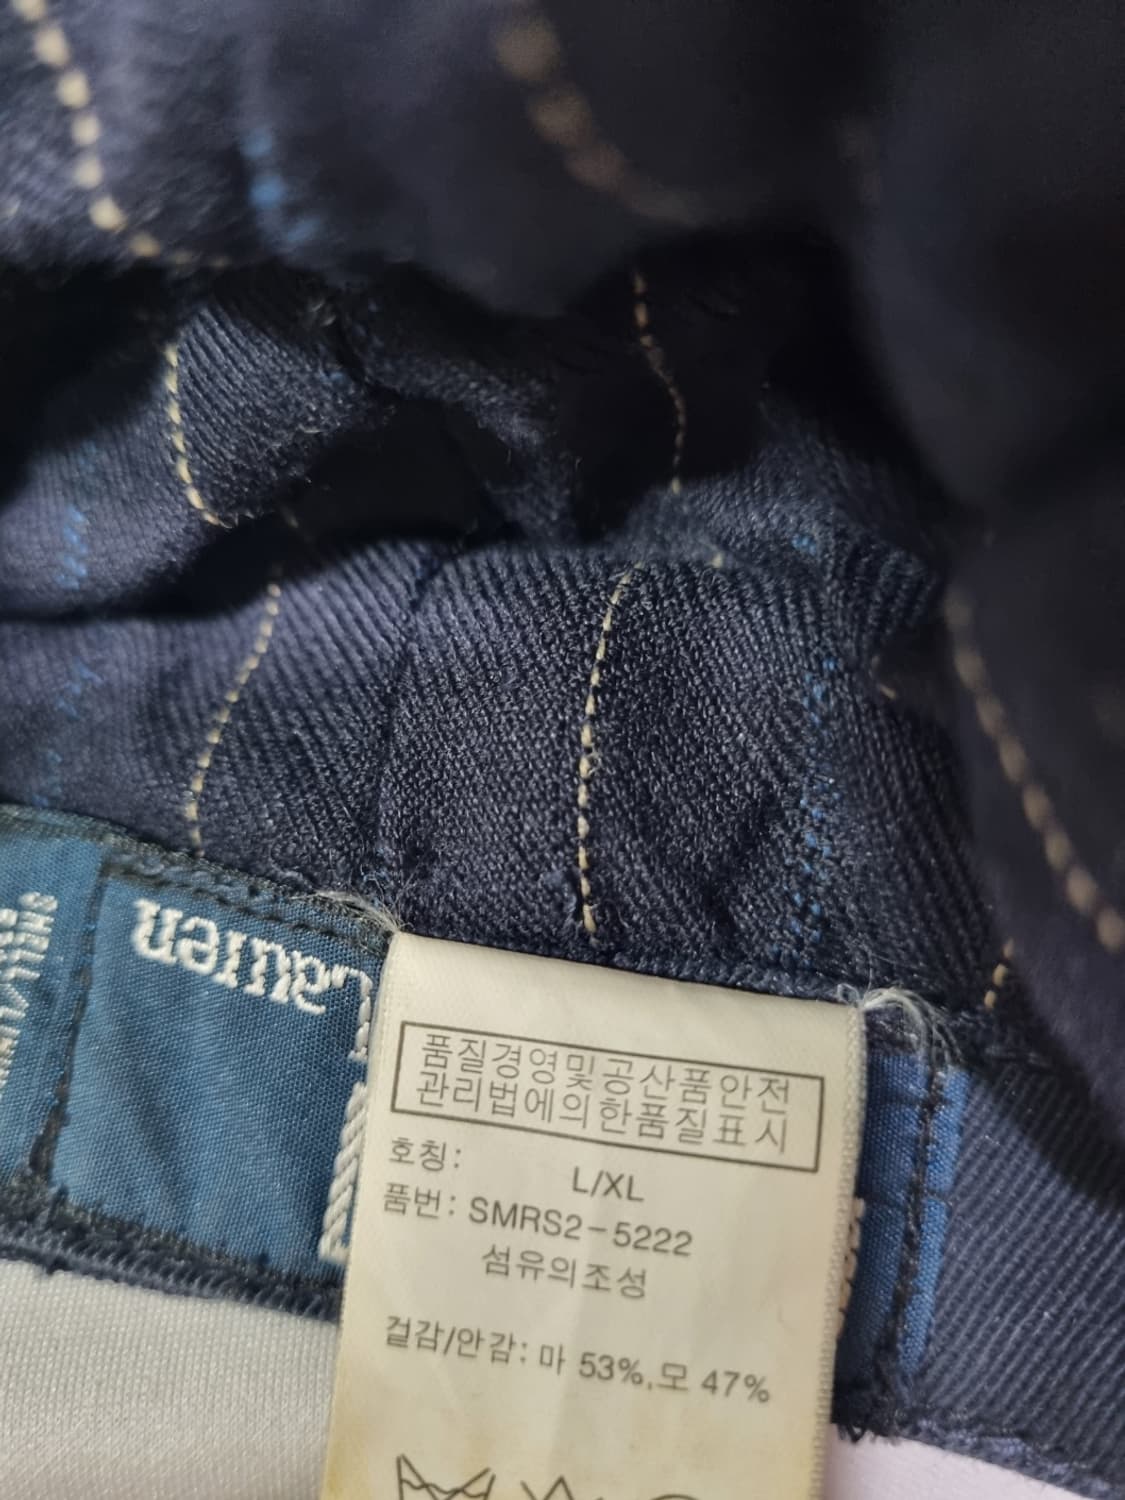 Lauren
품질경영및공산품안전
관리법에의한품질표시
호칭: L/XL
품번: SMRS2-5222
섬유의조성
겉감/안감: 마 53%, 모 47%